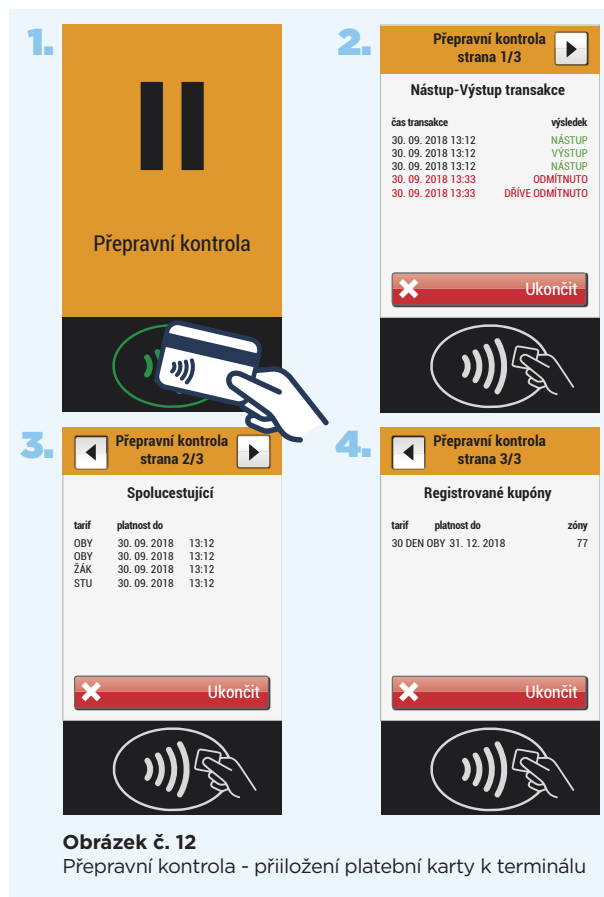 1.
Přepravní kontrola
2.
Přepravní kontrola
strana 1/3
Nástup-Výstup transakce
čas transakce výsledek
30. 09. 2018 13:12 NÁSTUP
30. 09. 2018 13:12 VÝSTUP
30. 09. 2018 13:12 NÁSTUP
30. 09. 2018 13:33 ODMÍTNUTO
30. 09. 2018 13:33 DŘÍVE ODMÍTNUTO
Ukončit
3.
Přepravní kontrola
strana 2/3
Spolucestující
tarif platnost do
OBY 30. 09. 2018 13:12
OBY 30. 09. 2018 13:12
ŽÁK 30. 09. 2018 13:12
STU 30. 09. 2018 13:12
Ukončit
4.
Přepravní kontrola
strana 3/3
Registrované kupóny
tarif platnost do zóny
30 DEN OBY 31. 12. 2018 77
Ukončit
Obrázek č. 12
Přepravní kontrola - přiiložení platební karty k terminálu